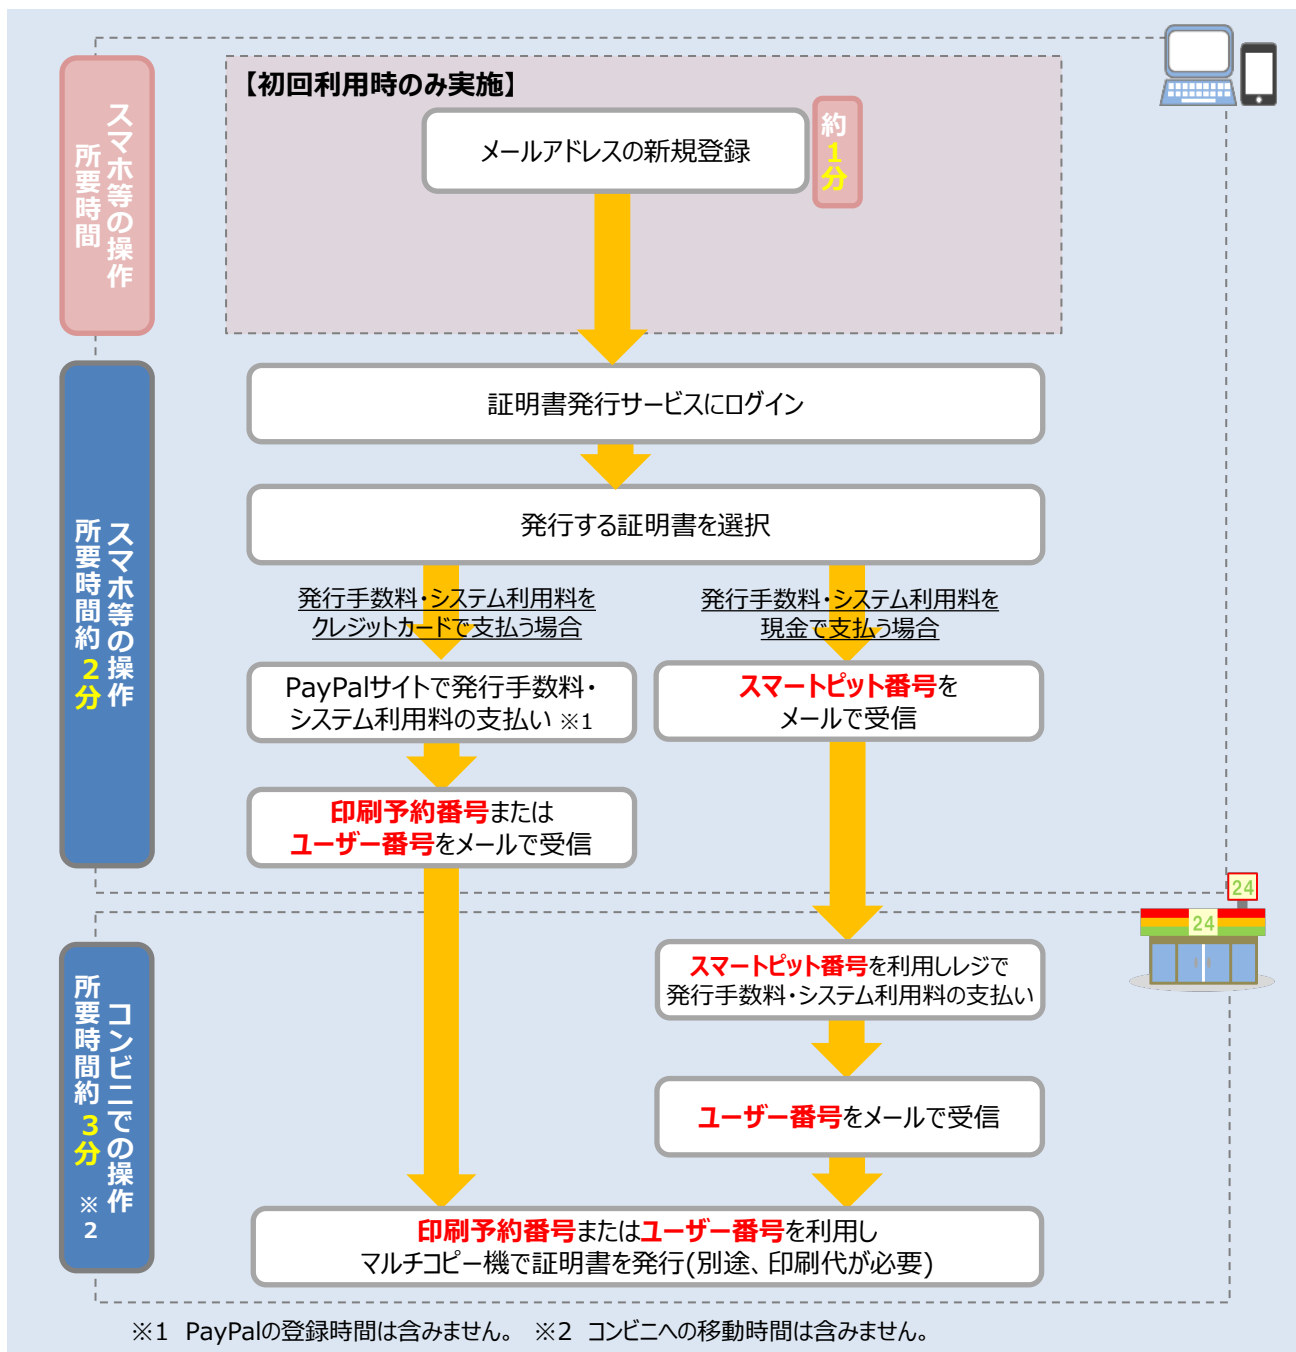 スマホ等の操作
所要時間
【初回利用時のみ実施】
メールアドレスの新規登録
約1分
スマホ等の操作
所要時間約2分
証明書発行サービスにログイン
発行する証明書を選択
発行手数料・システム利用料を
クレジットカードで支払う場合
発行手数料・システム利用料を
現金で支払う場合
PayPalサイトで発行手数料・
システム利用料の支払い ※1
スマートピット番号を
メールで受信
印刷予約番号または
ユーザー番号をメールで受信
24
24
コンビニでの操作
所要時間約3分 ※2
スマートピット番号を利用しレジで
発行手数料・システム利用料の支払い
ユーザー番号をメールで受信
印刷予約番号またはユーザー番号を利用し
マルチコピー機で証明書を発行(別途、印刷代が必要)
※1 PayPalの登録時間は含みません。 ※2 コンビニへの移動時間は含みません。